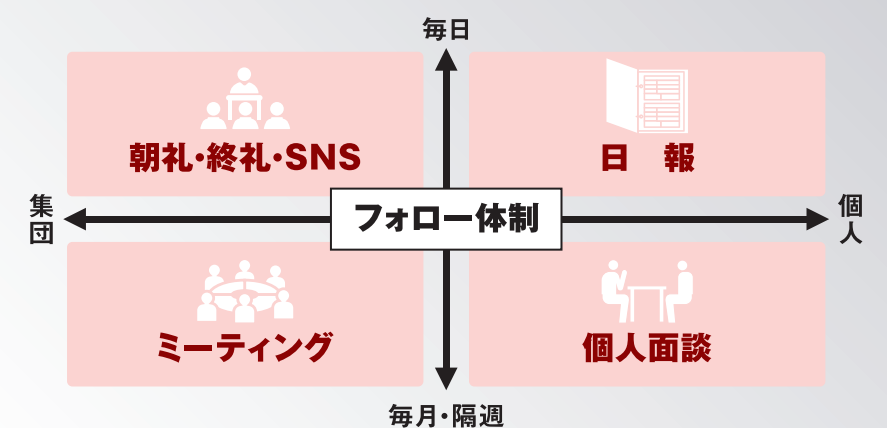 毎日
朝礼・終礼・SNS
日　報
集団
フォロー体制
個人
ミーティング
個人面談
毎月・隔週